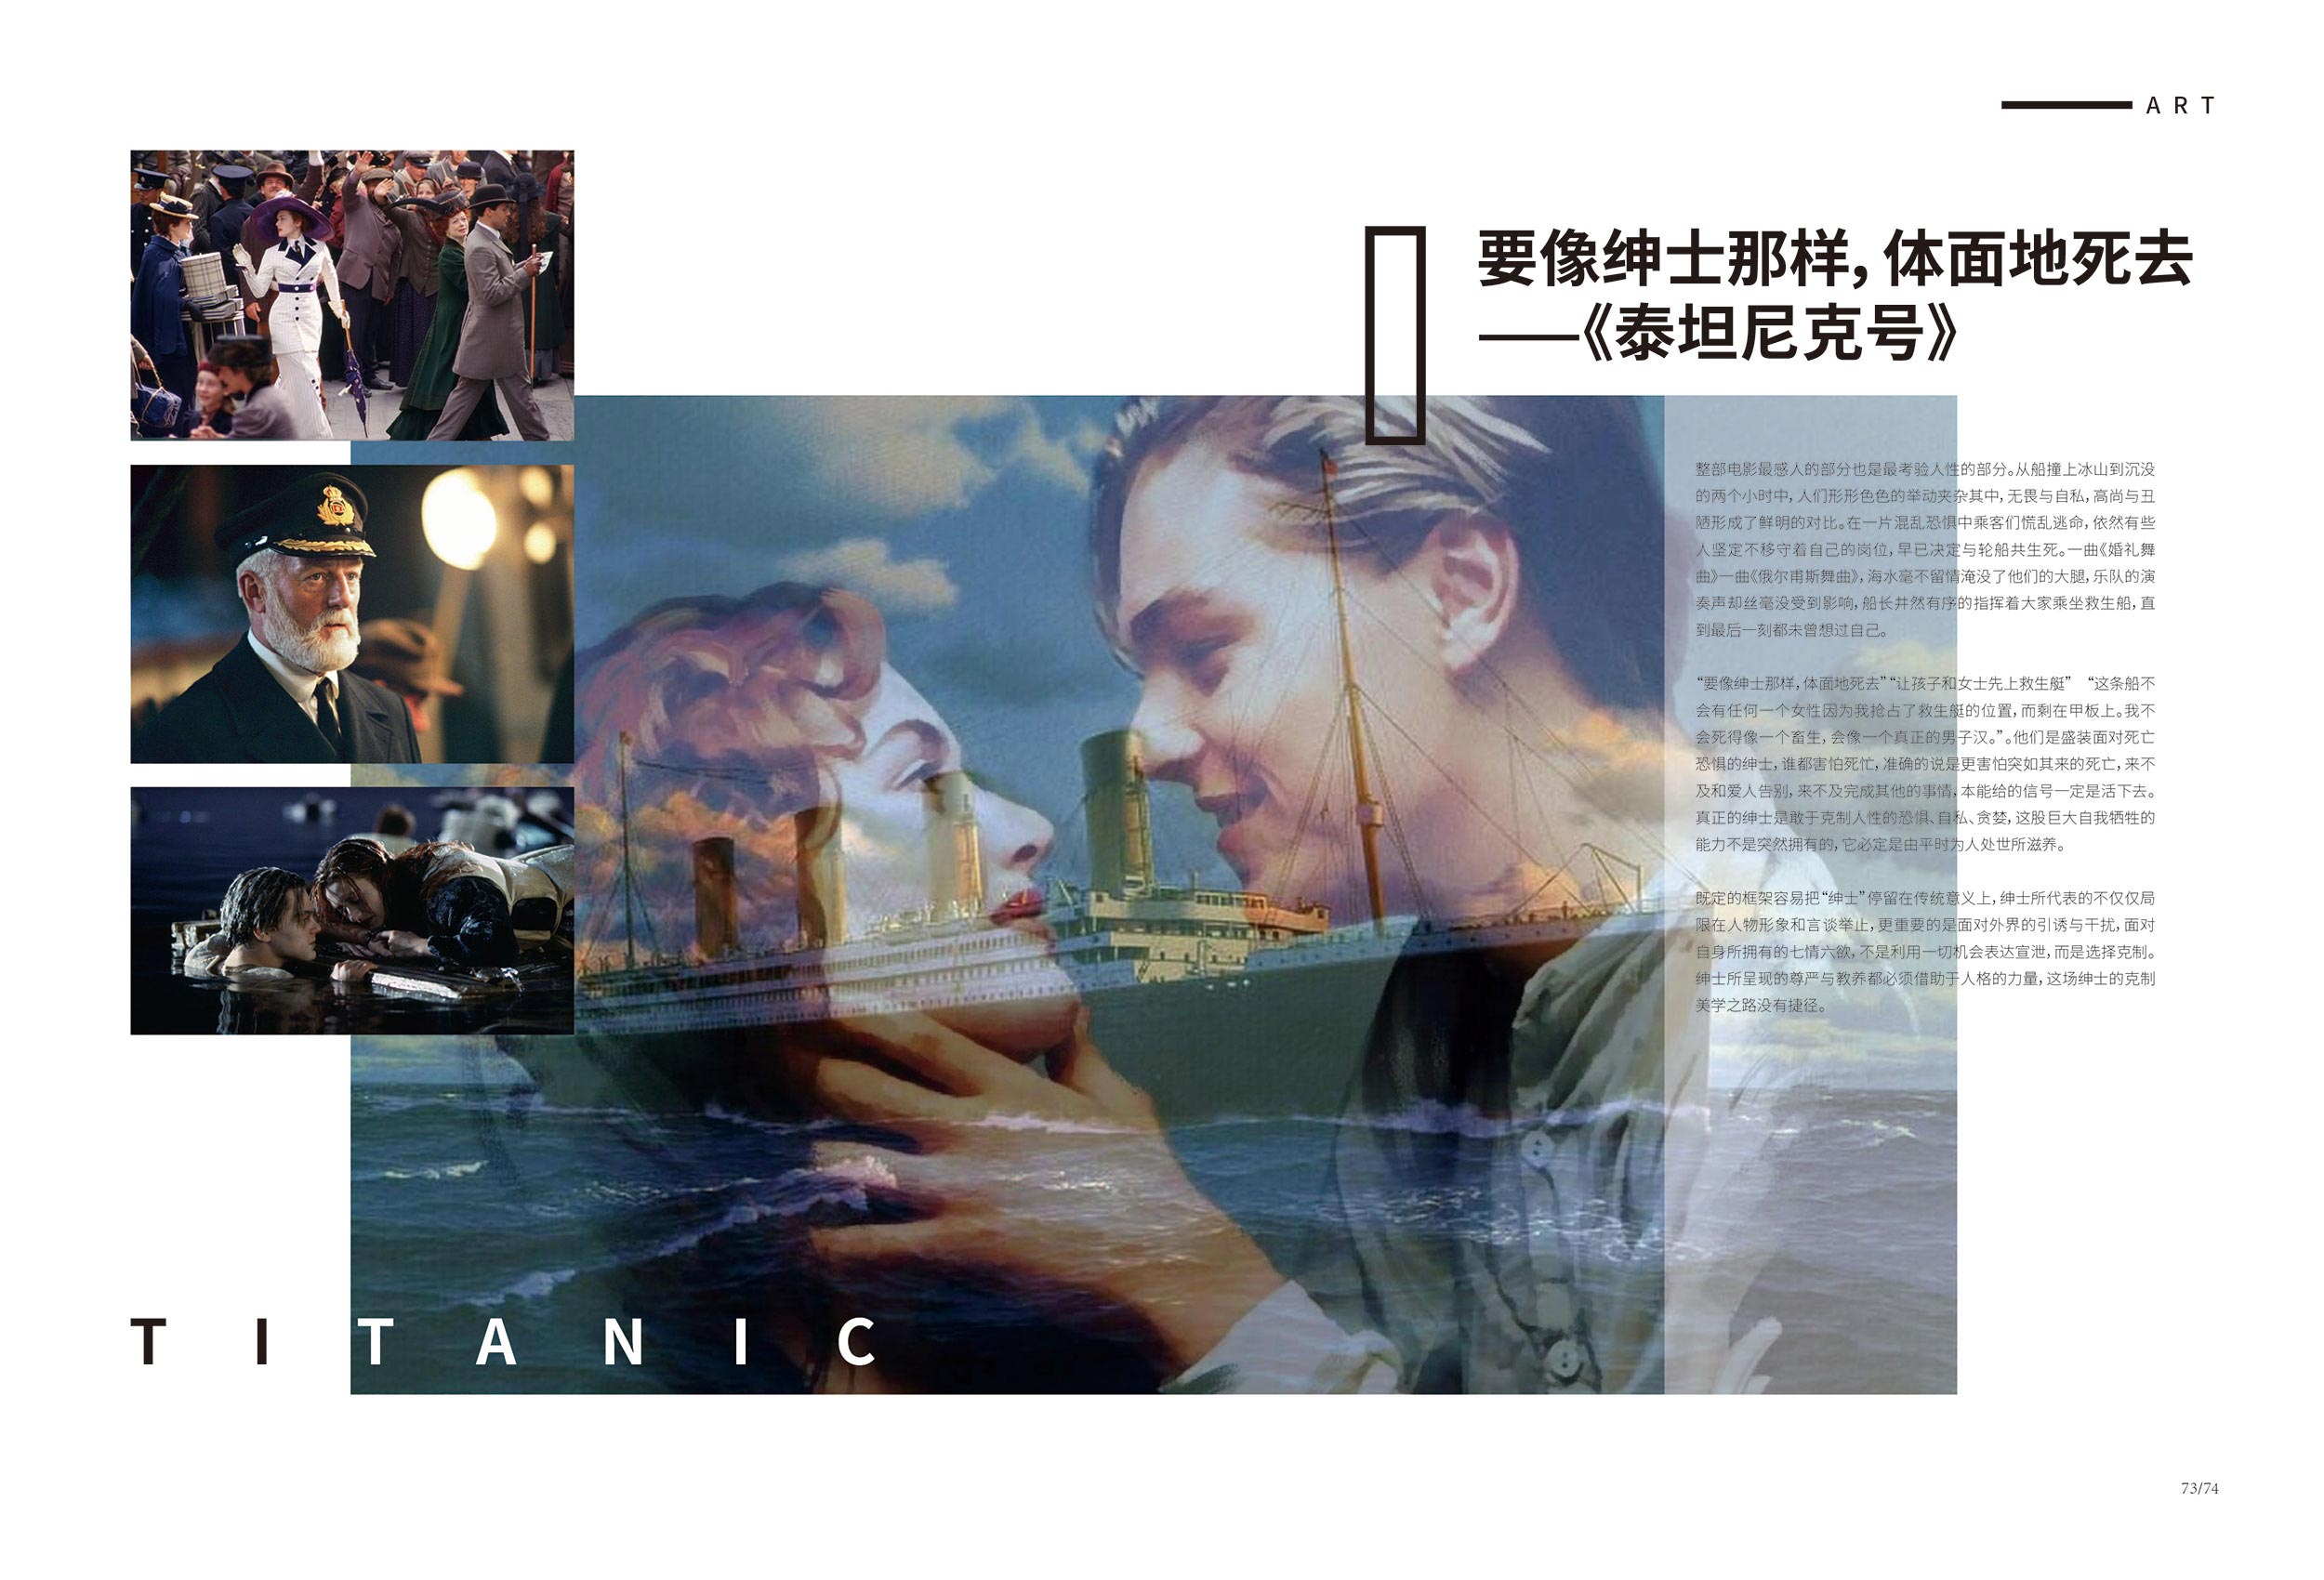 ART
要像绅士那样,体面地死去
——《泰坦尼克号》
整部电影最感人的部分也是最考验人性的部分。从船撞上冰山到沉没
的两个小时中,人们形形色色的举动夹杂其中,无畏与自私,高尚与丑
陋形成了鲜明的对比。在一片混乱恐惧中乘客们慌乱逃命,依然有些
人坚定不移守着自己的岗位,早已决定与轮船共生死。一曲《婚礼舞
曲》一曲《俄尔甫斯舞曲》,海水毫不留情淹没了他们的大腿,乐队的演
奏声却丝毫没受到影响,船长井然有序的指挥着大家乘坐救生船,直
到最后一刻都未曾想过自己。
“要像绅士那样,体面地死去”“让孩子和女士先上救生艇” “这条船不
会有任何一个女性因为我抢占了救生艇的位置,而剩在甲板上。我不
会死得像一个畜生,会像一个真正的男子汉。”。他们是盛装面对死亡
恐惧的绅士,谁都害怕死忙,准确的说是更害怕突如其来的死亡,来不
及和爱人告别,来不及完成其他的事情,本能给的信号一定是活下去。
真正的绅士是敢于克制人性的恐惧、自私、贪婪,这股巨大自我牺牲的
能力不是突然拥有的,它必定是由平时为人处世所滋养。
既定的框架容易把“绅士”停留在传统意义上,绅士所代表的不仅仅局
限在人物形象和言谈举止,更重要的是面对外界的引诱与干扰,面对
自身所拥有的七情六欲,不是利用一切机会表达宣泄,而是选择克制。
绅士所呈现的尊严与教养都必须借助于人格的力量,这场绅士的克制
美学之路没有捷径。
TITANIC
73/74